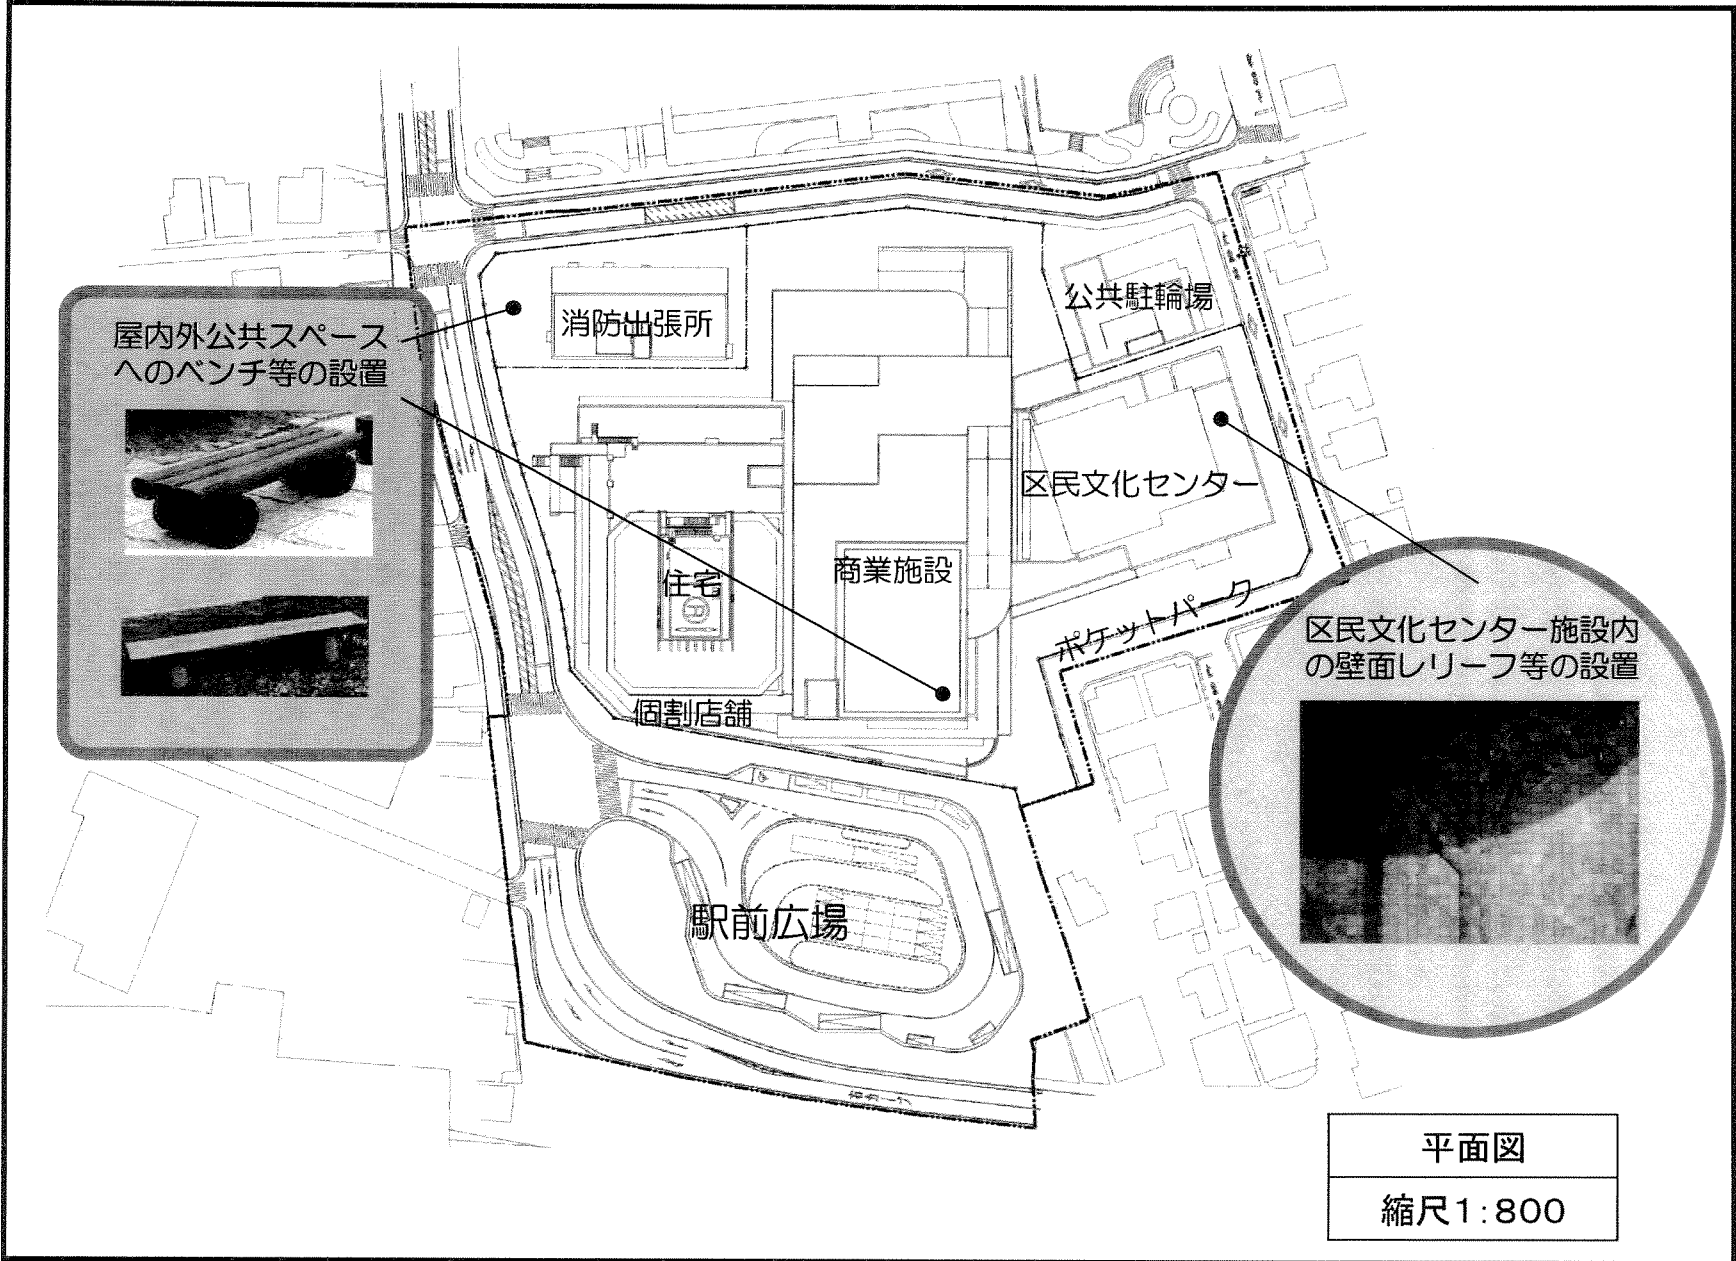 屋内外公共スペース
へのベンチ等の設置
消防出張所
公共駐輪場
区民文化センター
住宅
商業施設
ポケットパーク
個割店舗
区民文化センター施設内
の壁面レリーフ等の設置
駅前広場
平面図
縮尺1:800